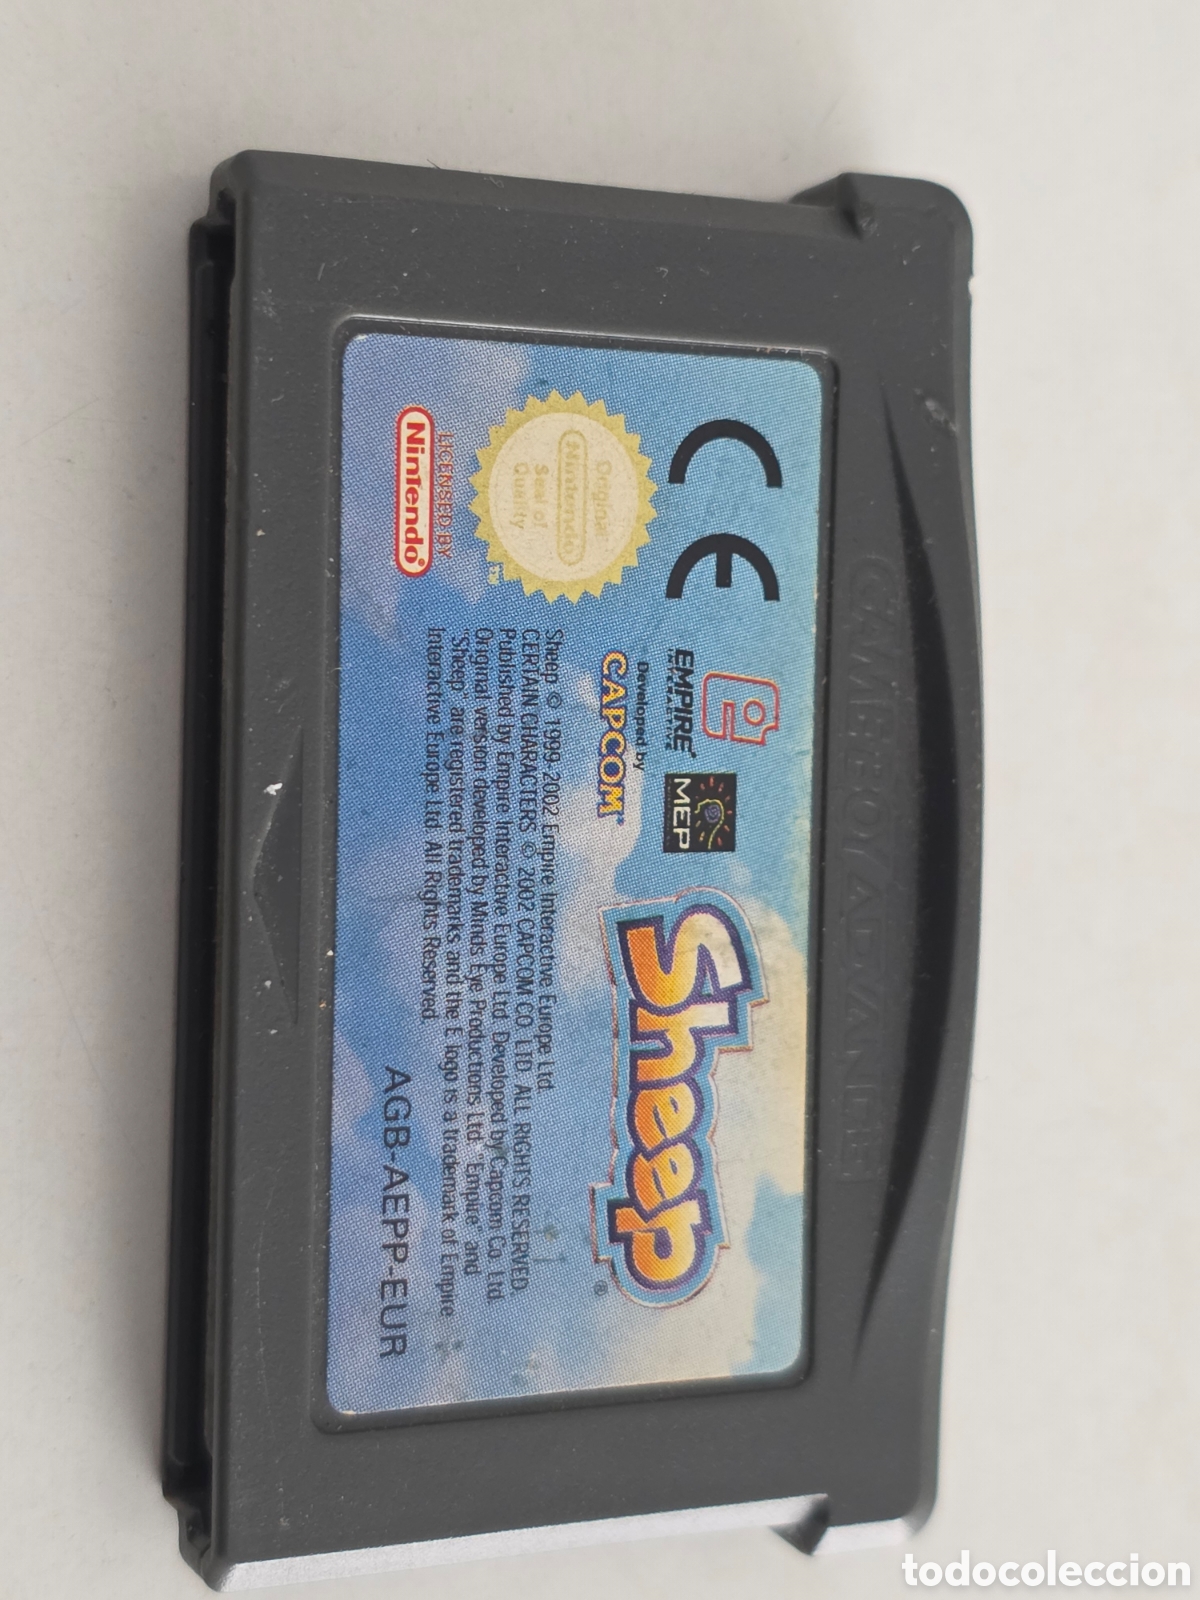 GAME BOY ADVANCE
CE
EMPIRE
INTERACTIVE
MEP
Sheep®
Original
Nintendo
Seal of
Quality
TM
Developed by
CAPCOM®
LICENSED BY
Nintendo®
Sheep © 1999-2002 Empire Interactive Europe Ltd.
CERTAIN CHARACTERS © 2002 CAPCOM CO. LTD. ALL RIGHTS RESERVED.
Published by Empire Interactive Europe Ltd. Developed by Capcom Co. Ltd.
Original version developed by Minds Eye Productions Ltd. "Empire" and
"Sheep" are registered trademarks and the E logo is a trademark of Empire
Interactive Europe Ltd. All Rights Reserved.
AGB-AEPP-EUR
todocoleccion